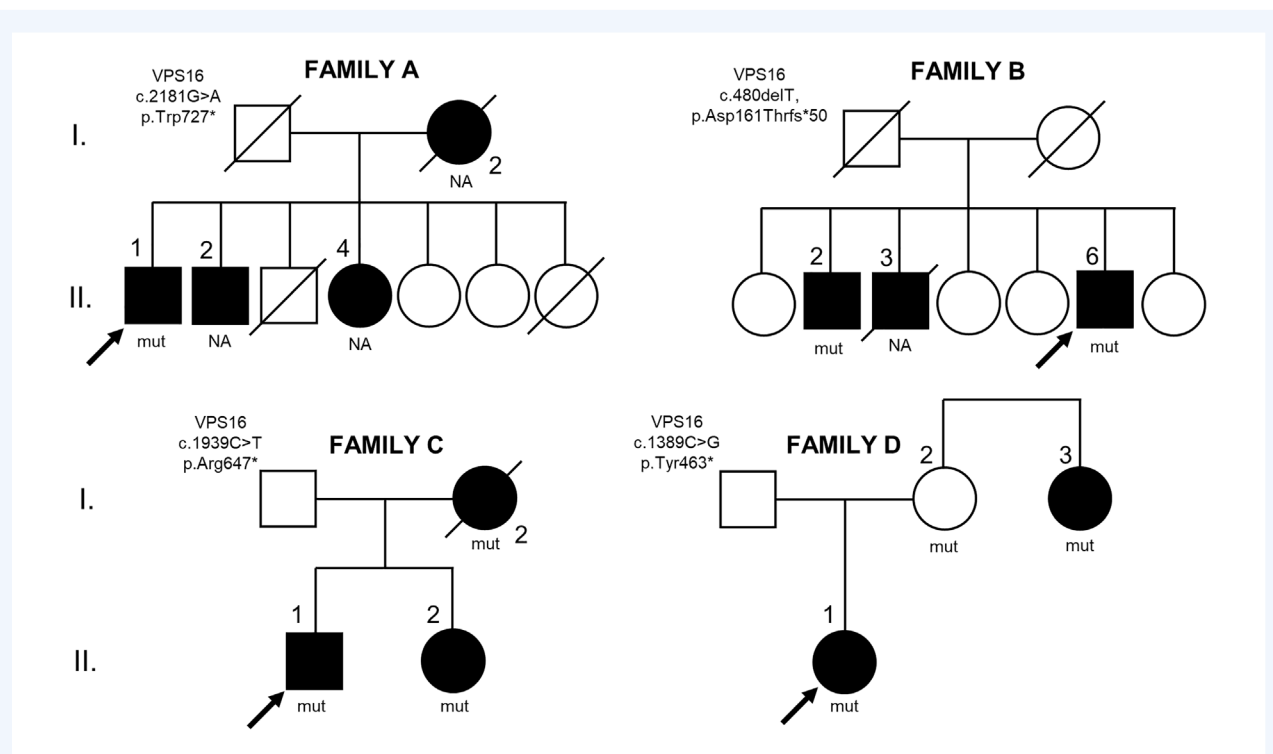 FAMILY A
VPS16
c.2181G>A
p.Trp727*
I.
2
NA
1
2
4
II.
mut
NA
NA
FAMILY B
VPS16
c.480delT,
p.Asp161Thrfs*50
2
3
6
mut
NA
mut
FAMILY C
VPS16
c.1939C>T
p.Arg647*
I.
mut
2
1
2
II.
mut
mut
FAMILY D
VPS16
c.1389C>G
p.Tyr463*
2
3
mut
mut
1
mut